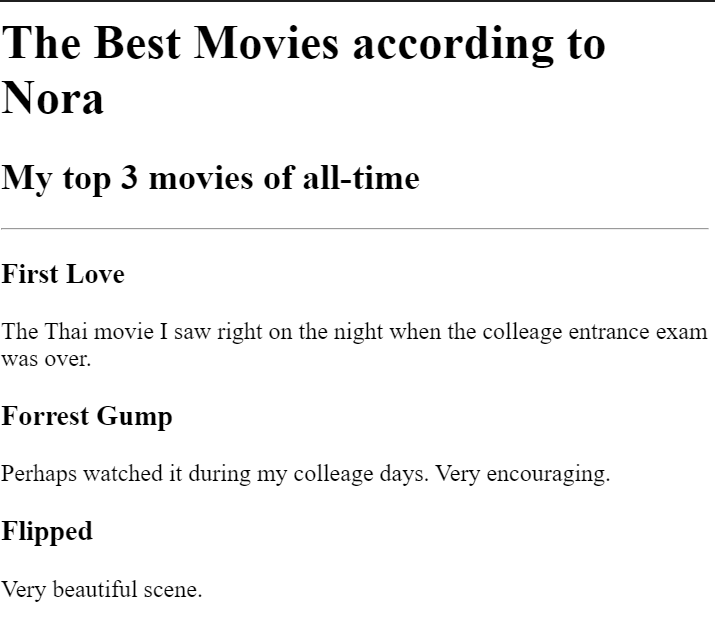 The Best Movies according to
Nora
My top 3 movies of all-time
First Love
The Thai movie I saw right on the night when the colleage entrance exam
was over.
Forrest Gump
Perhaps watched it during my colleage days. Very encouraging.
Flipped
Very beautiful scene.